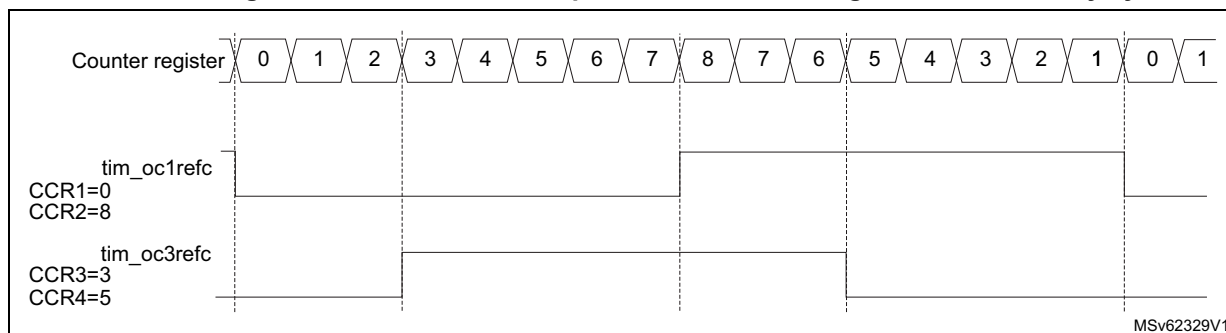 Counter register 0 1 2 3 4 5 6 7 8 7 6 5 4 3 2 1 0 1
tim_oc1refc
CCR1=0
CCR2=8
tim_oc3refc
CCR3=3
CCR4=5
MSv62329V1